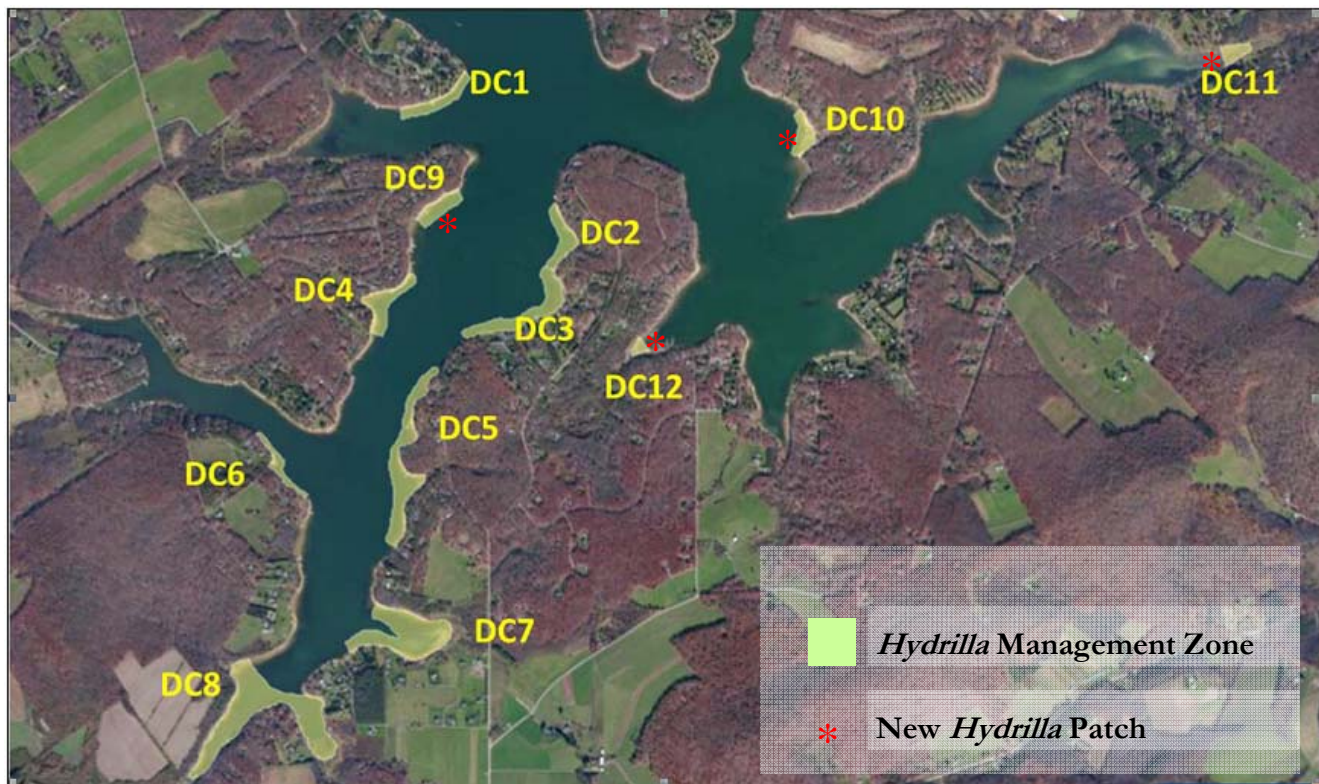 DC1
DC10
DC11
DC9
DC2
DC4
DC3
DC12
DC5
DC6
DC7
DC8
Hydrilla Management Zone
* New Hydrilla Patch